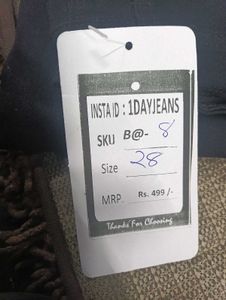 INSTA ID : 1DAYJEANS
SKU B@- 8
Size 28
MRP Rs. 499 /-
Thanks For Choosing